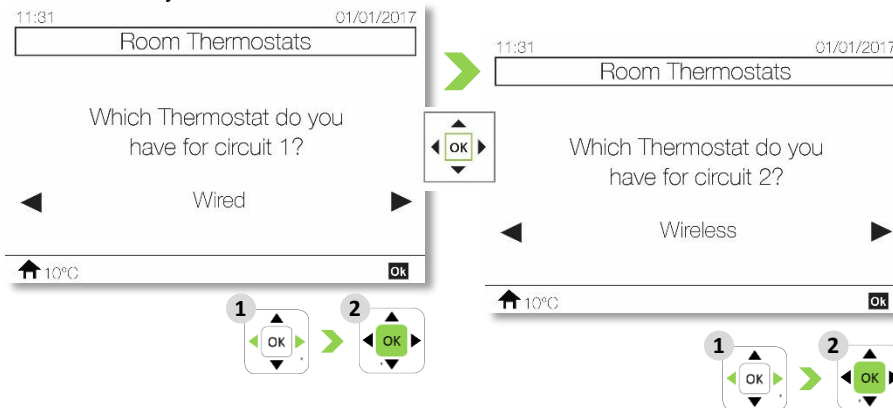 11:31 01/01/2017
Room Thermostats
Which Thermostat do you
have for circuit 1?
Wired
10ºC Ok
1 2
OK OK
OK
11:31 01/01/2017
Room Thermostats
Which Thermostat do you
have for circuit 2?
Wireless
10ºC Ok
1 2
OK OK